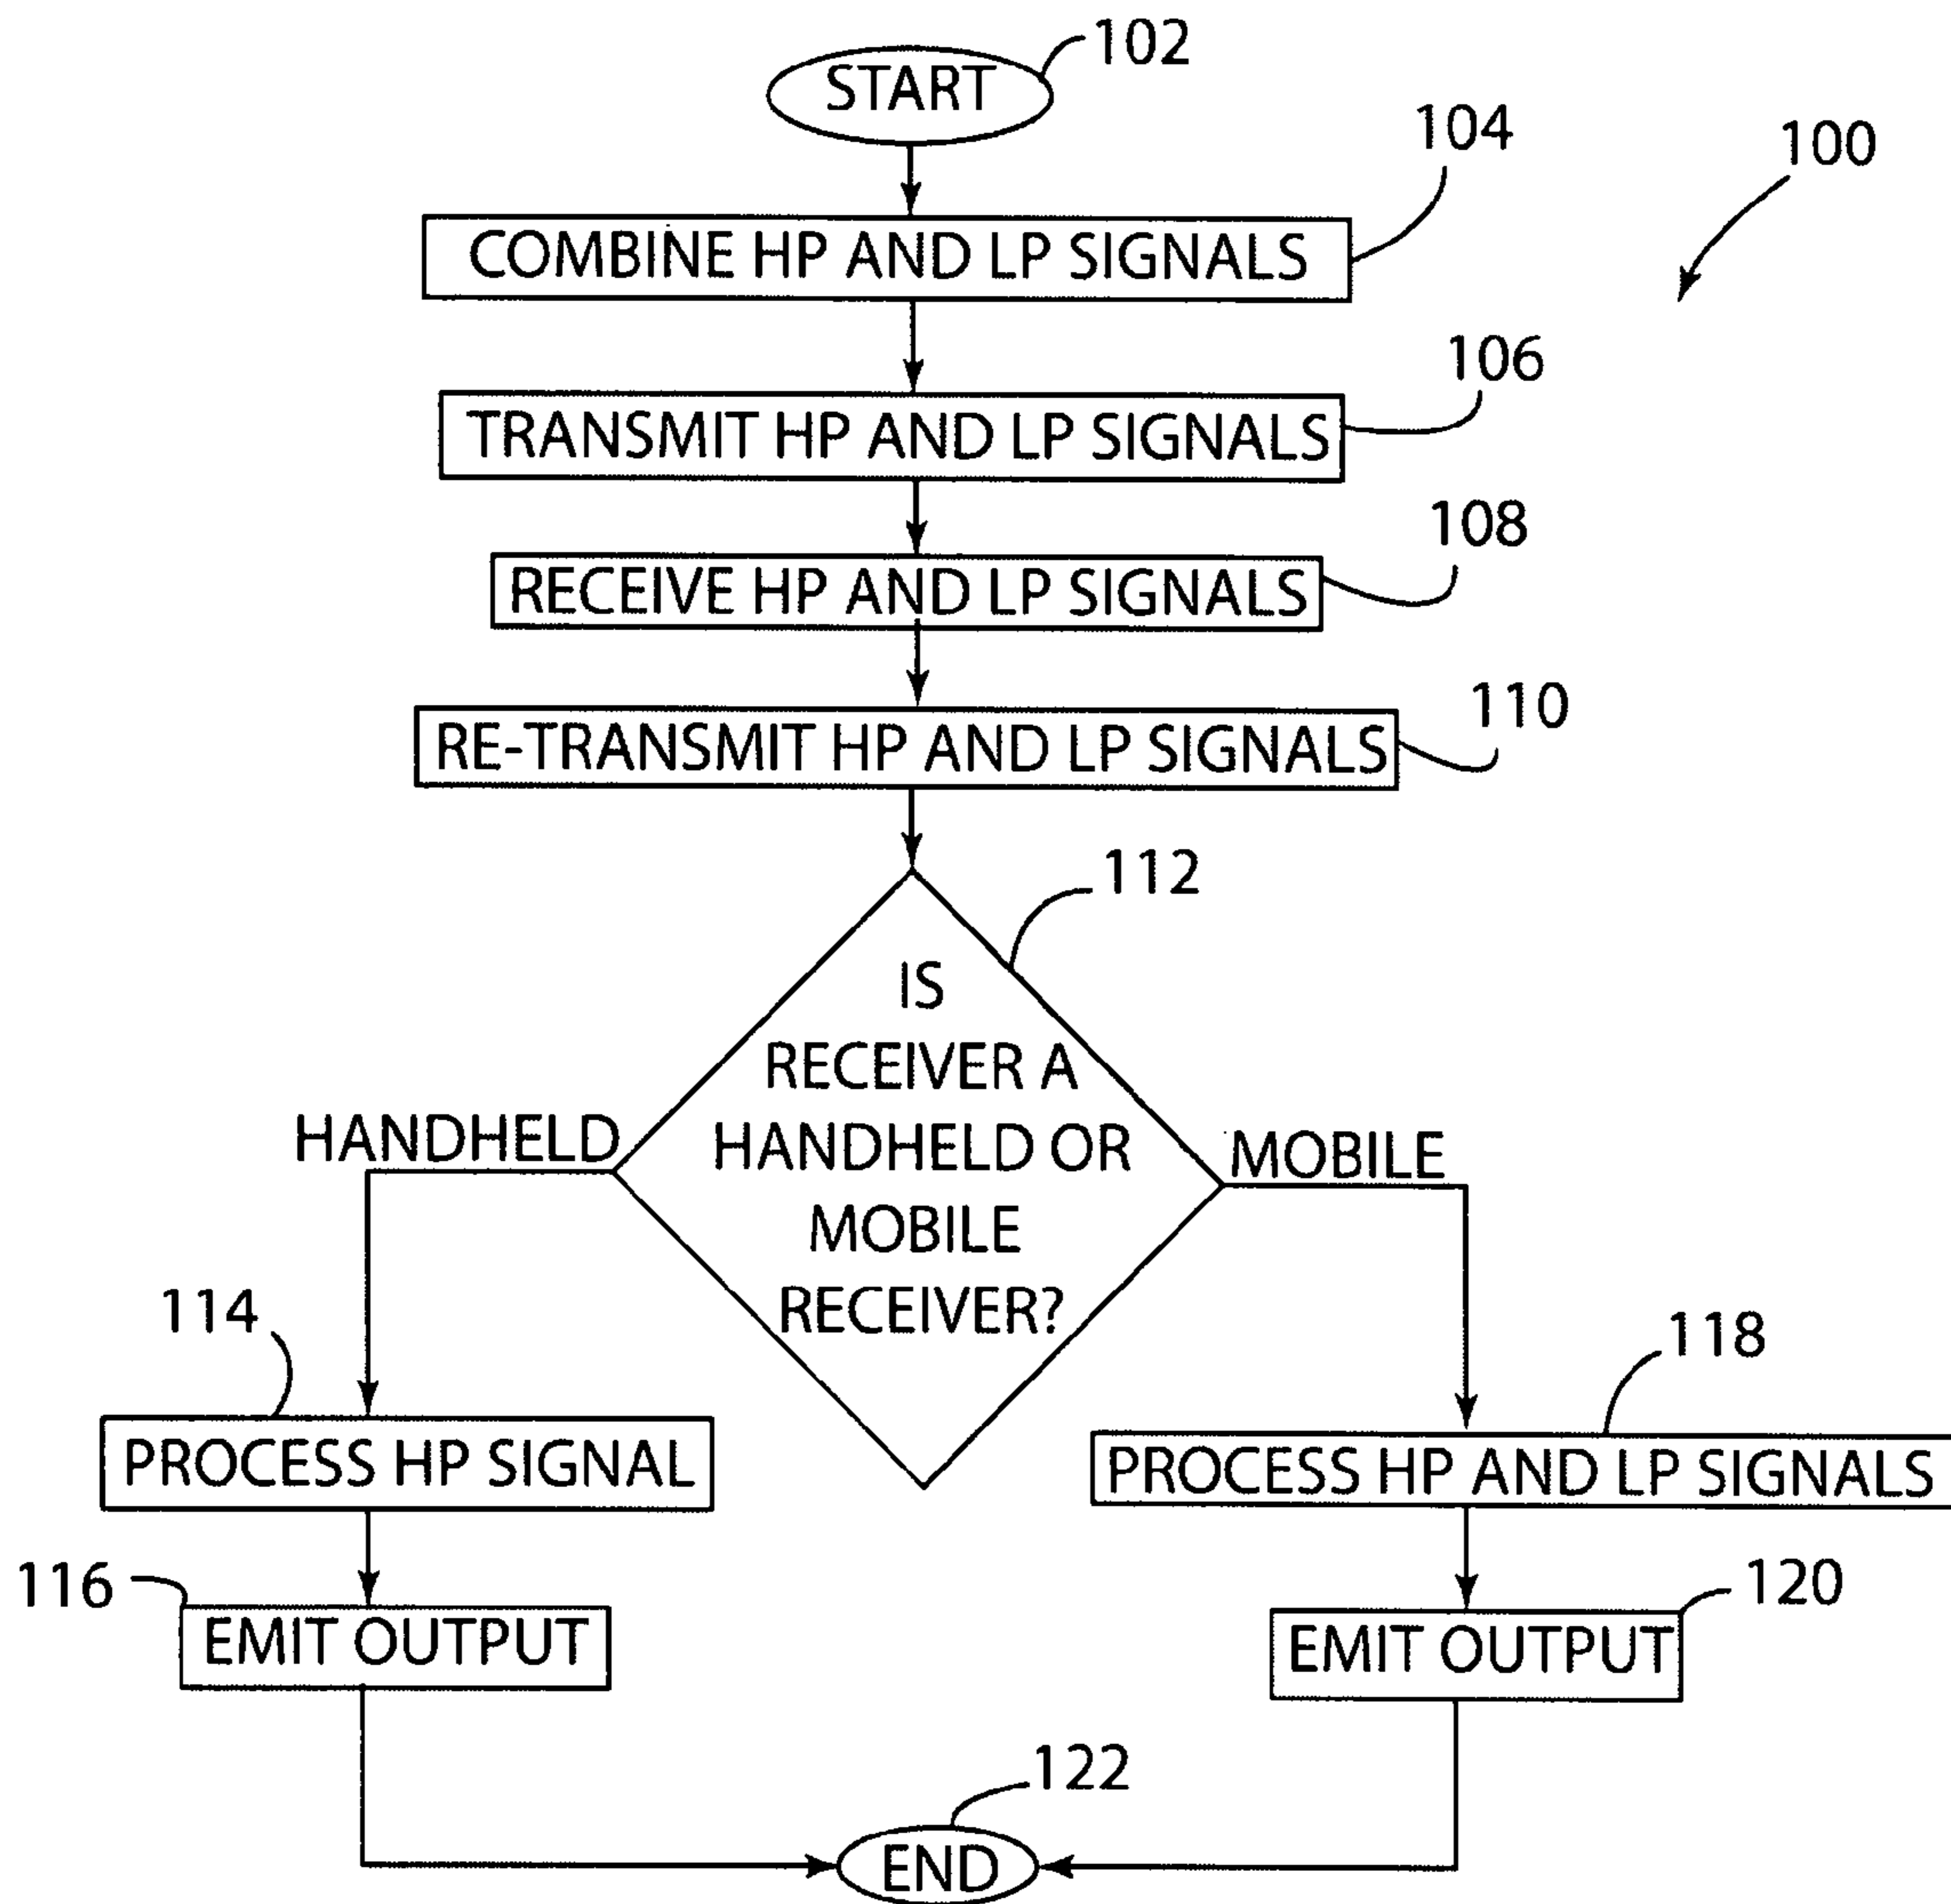 102
START
104
100
COMBINE HP AND LP SIGNALS
106
TRANSMIT HP AND LP SIGNALS
108
RECEIVE HP AND LP SIGNALS
110
RE-TRANSMIT HP AND LP SIGNALS
112
IS
RECEIVER A
HANDHELD OR
MOBILE
RECEIVER?
HANDHELD
MOBILE
114
PROCESS HP SIGNAL
118
PROCESS HP AND LP SIGNALS
116
EMIT OUTPUT
120
EMIT OUTPUT
122
END